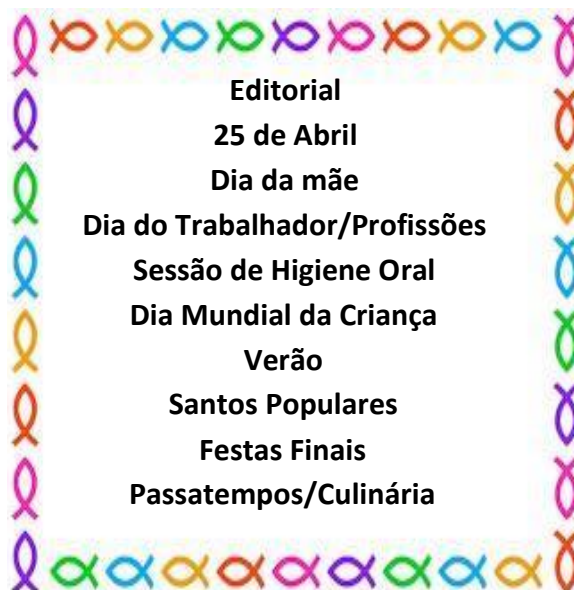 Editorial
25 de Abril
Dia da mãe
Dia do Trabalhador/Profissões
Sessão de Higiene Oral
Dia Mundial da Criança
Verão
Santos Populares
Festas Finais
Passatempos/Culinária